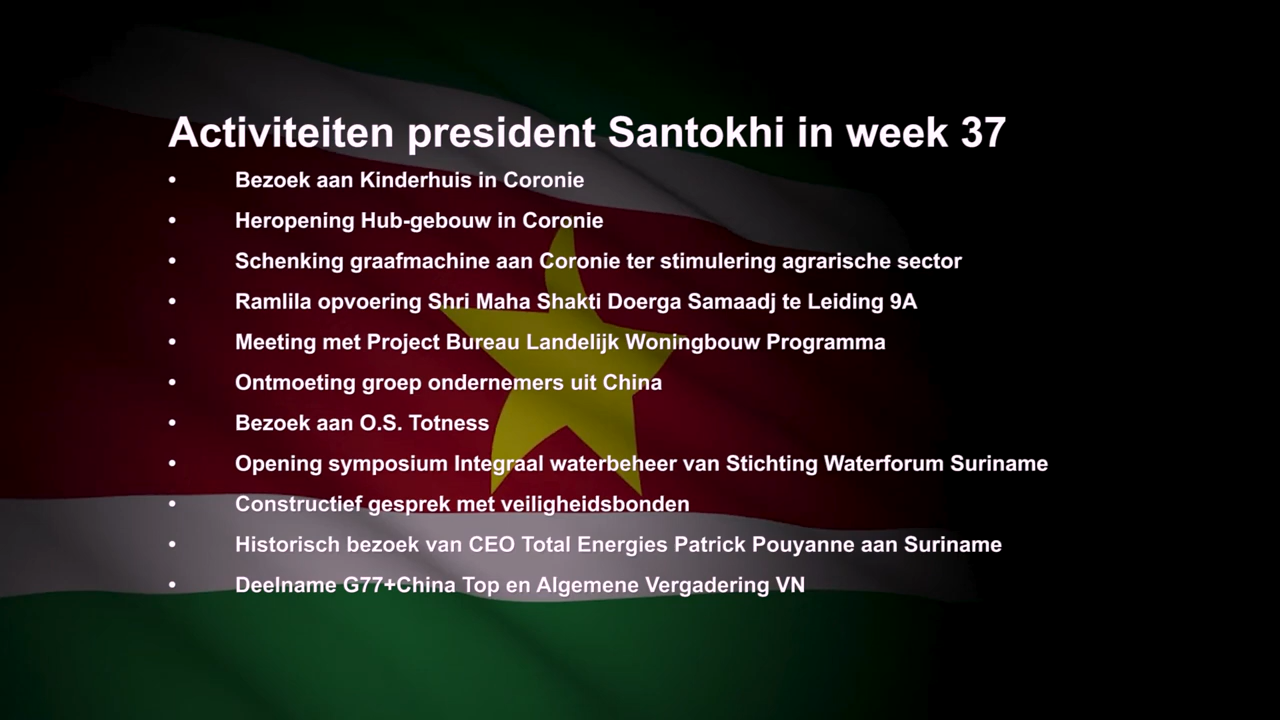 Activiteiten president Santokhi in week 37
• Bezoek aan Kinderhuis in Coronie
• Heropening Hub-gebouw in Coronie
• Schenking graafmachine aan Coronie ter stimulering agrarische sector
• Ramlila opvoering Shri Maha Shakti Doerga Samaadj te Leiding 9A
• Meeting met Project Bureau Landelijk Woningbouw Programma
• Ontmoeting groep ondernemers uit China
• Bezoek aan O.S. Totness
• Opening symposium Integraal waterbeheer van Stichting Waterforum Suriname
• Constructief gesprek met veiligheidsbonden
• Historisch bezoek van CEO Total Energies Patrick Pouyanne aan Suriname
• Deelname G77+China Top en Algemene Vergadering VN